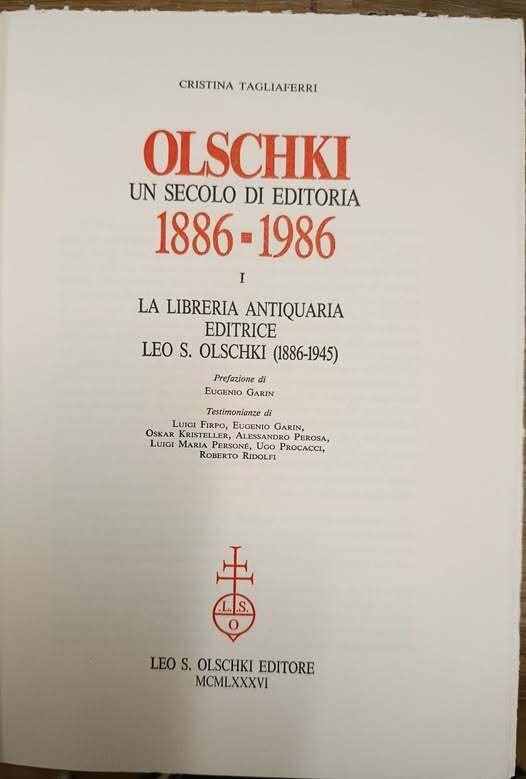 CRISTINA TAGLIAFERRI
OLSCHKI
UN SECOLO DI EDITORIA
1886-1986
I
LA LIBRERIA ANTIQUARIA
EDITRICE
LEO S. OLSCHKI (1886-1945)
Prefazione di
EUGENIO GARIN
Testimonianze di
LUIGI FIRPO, EUGENIO GARIN,
OSKAR KRISTELLER, ALESSANDRO PEROSA,
LUIGI MARIA PERSONÉ, UGO PROCACCI,
ROBERTO RIDOLFI
.L. S.
O
LEO S. OLSCHKI EDITORE
MCMLXXXVI